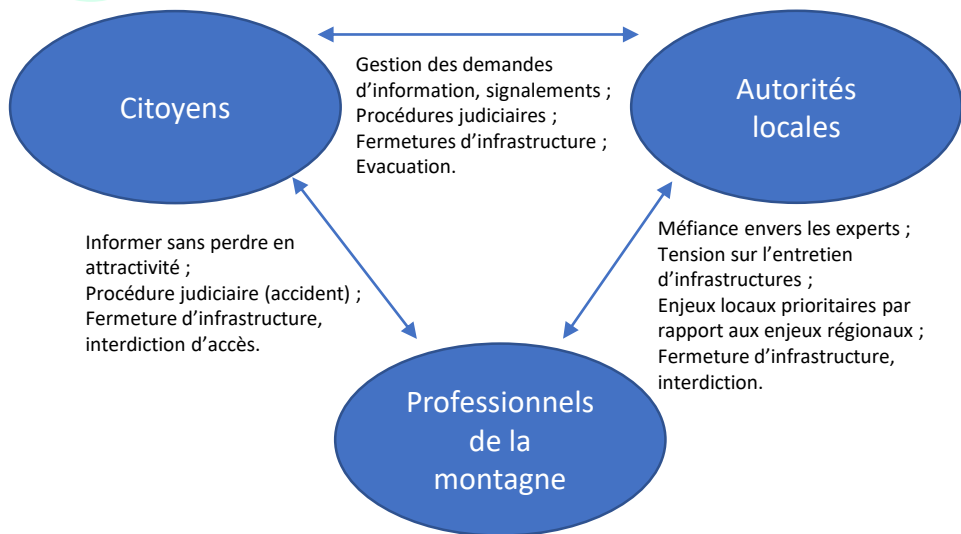 Citoyens
Gestion des demandes
d’information, signalements ;
Procédures judiciaires ;
Fermetures d’infrastructure ;
Evacuation.
Autorités
locales
Informer sans perdre en
attractivité ;
Procédure judiciaire (accident) ;
Fermeture d’infrastructure,
interdiction d’accès.
Méfiance envers les experts ;
Tension sur l’entretien
d’infrastructures ;
Enjeux locaux prioritaires par
rapport aux enjeux régionaux ;
Fermeture d’infrastructure,
interdiction.
Professionnels
de la
montagne